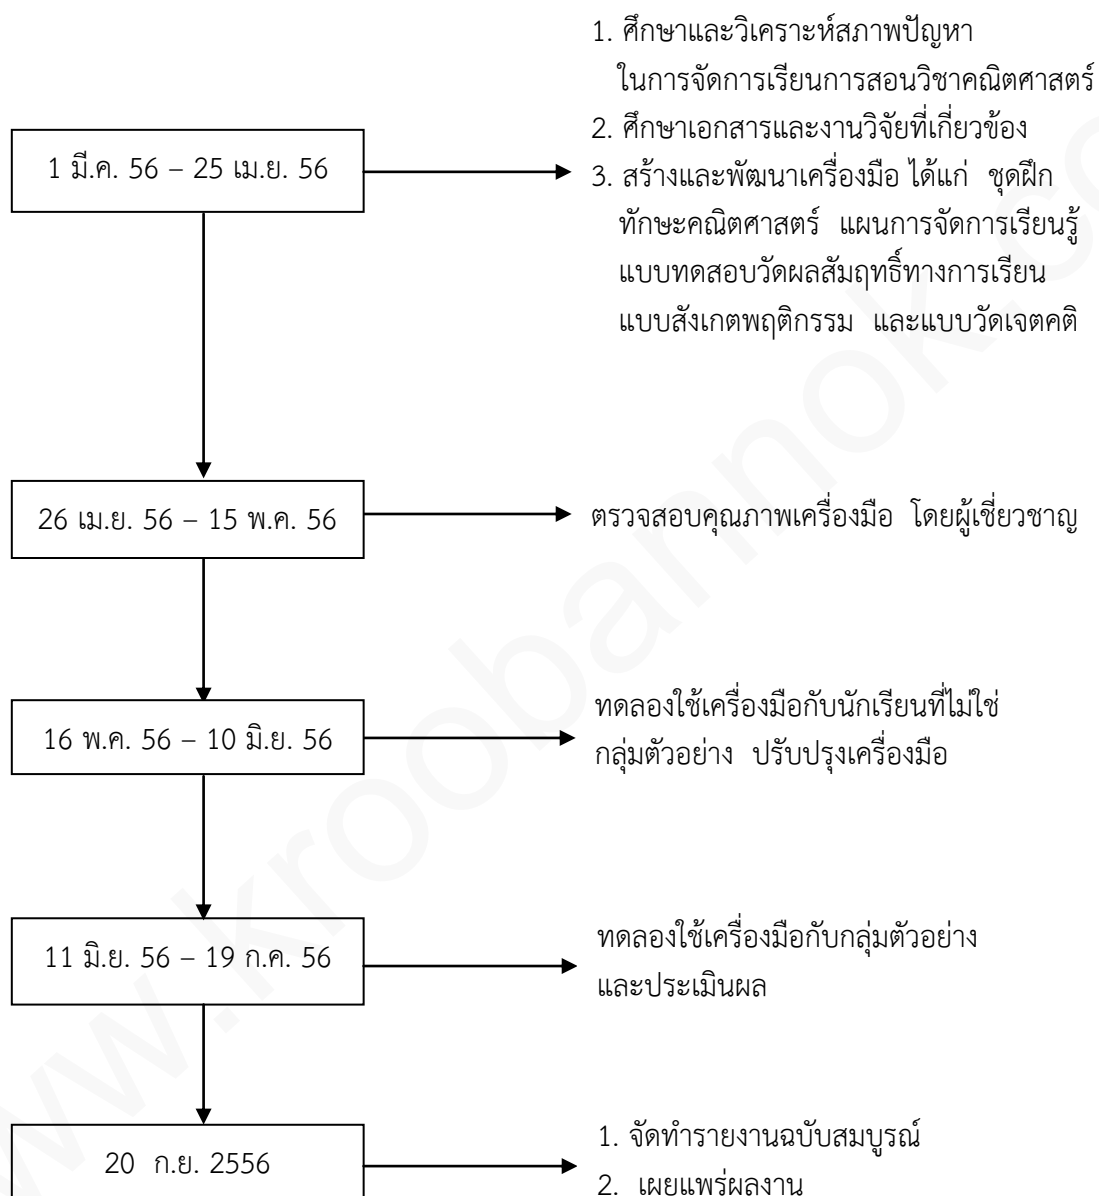 1. ศึกษาและวิเคราะห์สภาพปัญหา
ในการจัดการเรียนการสอนวิชาคณิตศาสตร์
2. ศึกษาเอกสารและงานวิจัยที่เกี่ยวข้อง
1 มี.ค. 56 – 25 เม.ย. 56
3. สร้างและพัฒนาเครื่องมือ ได้แก่ ชุดฝึก
ทักษะคณิตศาสตร์ แผนการจัดการเรียนรู้
แบบทดสอบวัดผลสัมฤทธิ์ทางการเรียน
แบบสังเกตพฤติกรรม และแบบวัดเจตคติ
26 เม.ย. 56 – 15 พ.ค. 56
ตรวจสอบคุณภาพเครื่องมือ โดยผู้เชี่ยวชาญ
16 พ.ค. 56 – 10 มิ.ย. 56
ทดลองใช้เครื่องมือกับนักเรียนที่ไม่ใช่
กลุ่มตัวอย่าง ปรับปรุงเครื่องมือ
11 มิ.ย. 56 – 19 ก.ค. 56
ทดลองใช้เครื่องมือกับกลุ่มตัวอย่าง
และประเมินผล
20 ก.ย. 2556
1. จัดทำรายงานฉบับสมบูรณ์
2. เผยแพร่ผลงาน
www.kroobannok.co